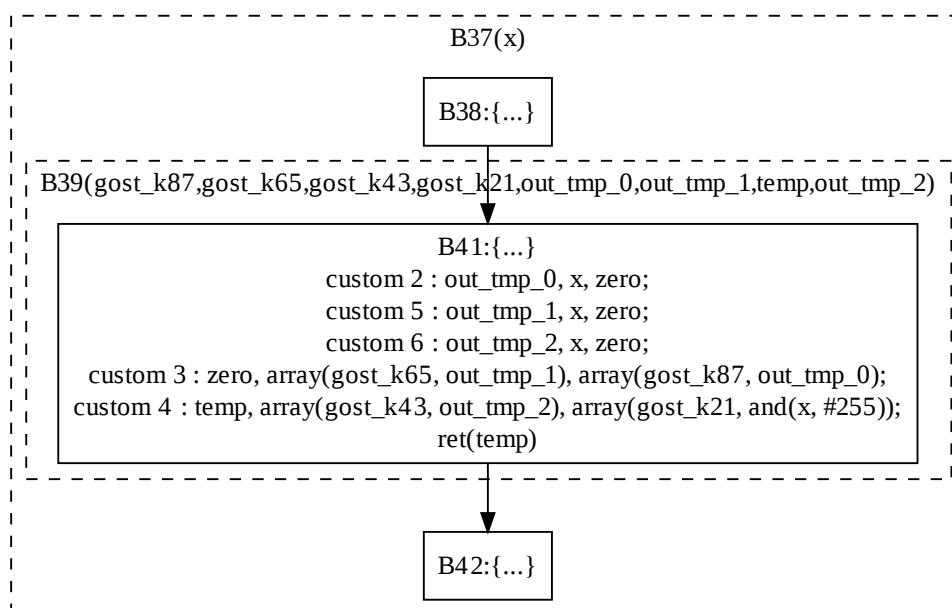 B37(x)
B38:{...}
B39(gost_k87,gost_k65,gost_k43,gost_k21,out_tmp_0,out_tmp_1,temp,out_tmp_2)
B41:{...}
custom 2 : out_tmp_0, x, zero;
custom 5 : out_tmp_1, x, zero;
custom 6 : out_tmp_2, x, zero;
custom 3 : zero, array(gost_k65, out_tmp_1), array(gost_k87, out_tmp_0);
custom 4 : temp, array(gost_k43, out_tmp_2), array(gost_k21, and(x, #255));
ret(temp)
B42:{...}